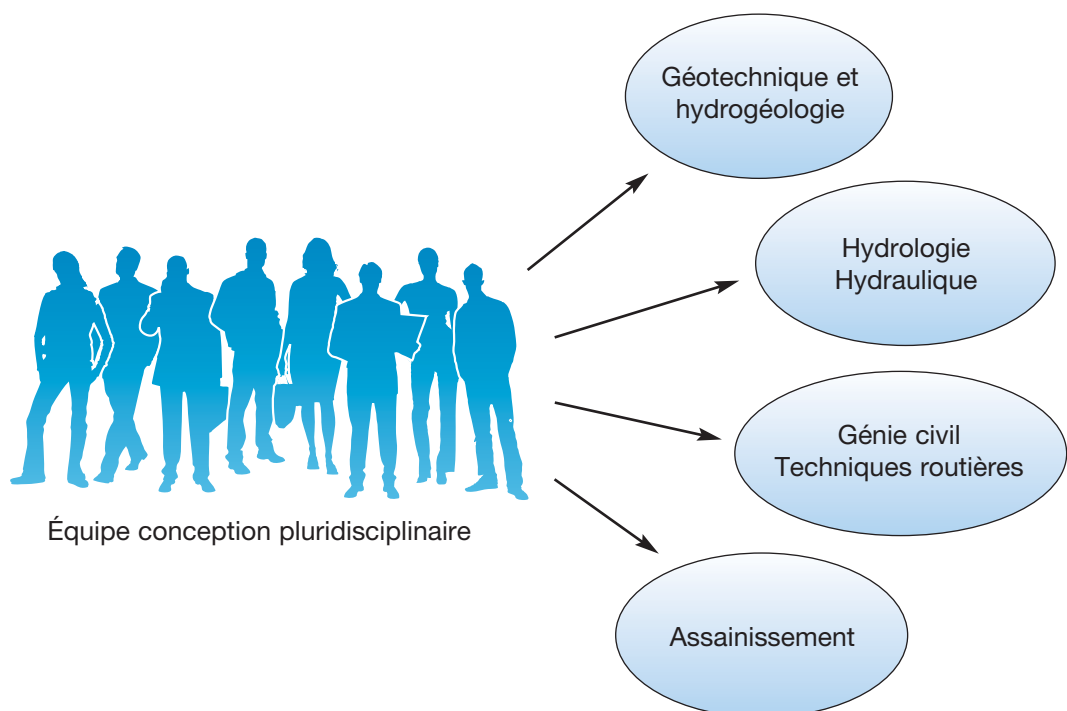 Géotechnique et
hydrogéologie
Hydrologie
Hydraulique
Génie civil
Techniques routières
Équipe conception pluridisciplinaire
Assainissement